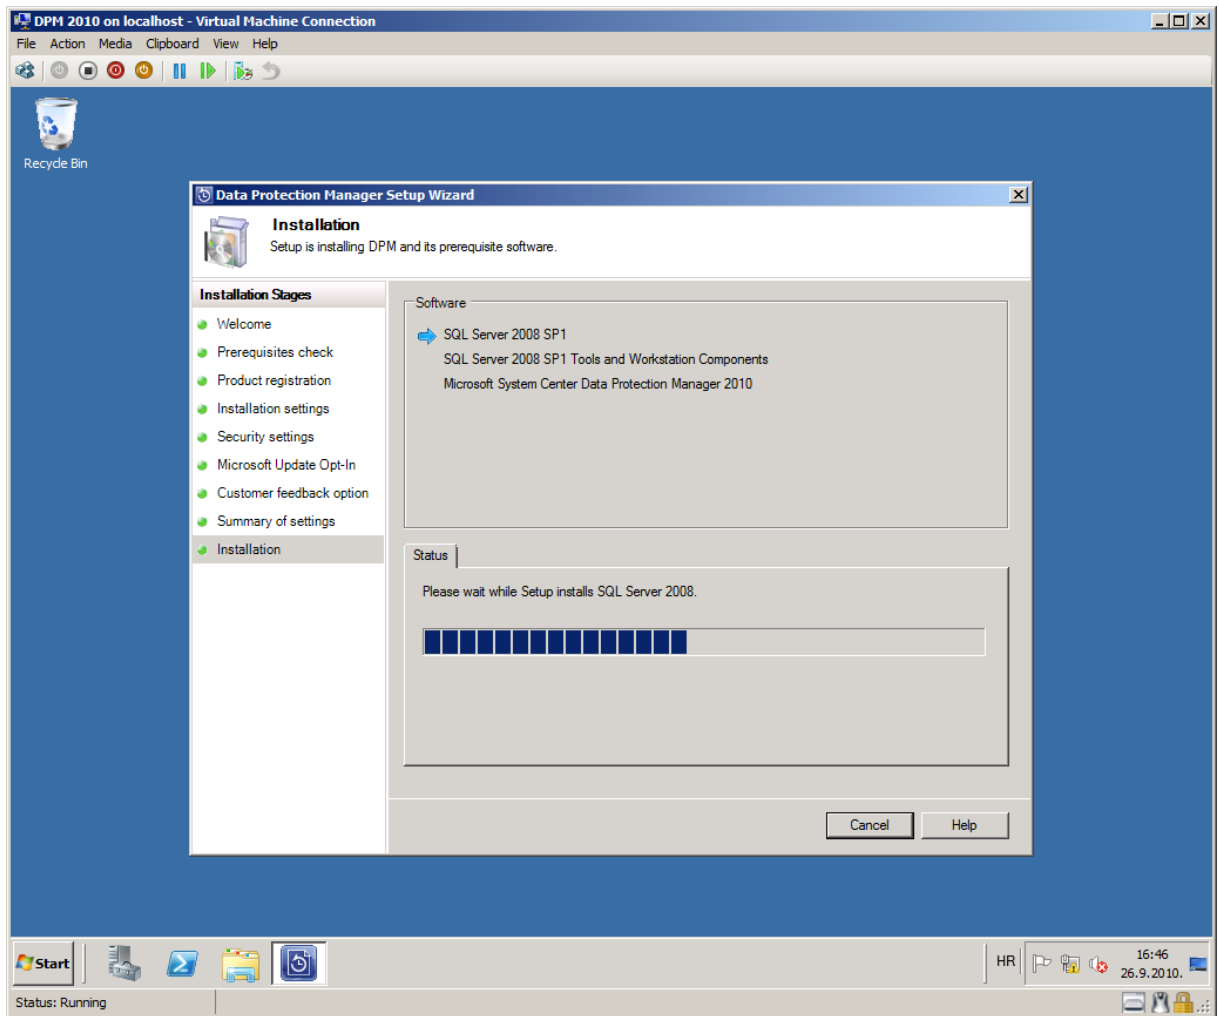 DPM 2010 on localhost - Virtual Machine Connection
File Action Media Clipboard View Help
Recycle Bin
Data Protection Manager Setup Wizard
Installation
Setup is installing DPM and its prerequisite software.
Installation Stages
Welcome
Prerequisites check
Product registration
Installation settings
Security settings
Microsoft Update Opt-In
Customer feedback option
Summary of settings
Installation
Software
SQL Server 2008 SP1
SQL Server 2008 SP1 Tools and Workstation Components
Microsoft System Center Data Protection Manager 2010
Status
Please wait while Setup installs SQL Server 2008.
Cancel Help
Start
HR
16:46
26.9.2010.
Status: Running